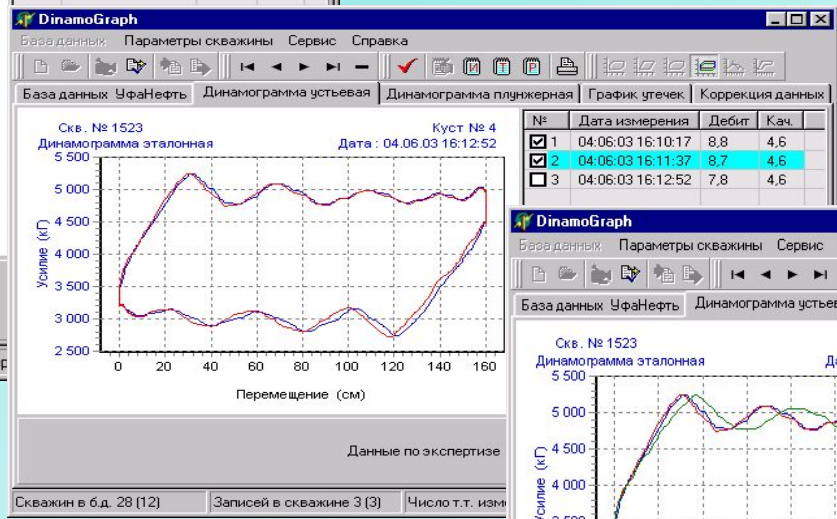 DinamoGraph
База данных Параметры скважины Сервис Справка
И Т Р
База данных УфаНефть Динамограмма устьевая Динамограмма плунжерная График утечек Коррекция данных
Скв. № 1523 Куст № 4
Динамограмма эталонная Дата : 04.06.03 16:12:52
5 500
5 000
4 500
4 000
3 500
3 000
2 500
Усилие (кГ)
0 20 40 60 80 100 120 140 160
Перемещение (см)
№ Дата измерения Дебит Кач.
1 04:06:03 16:10:17 8,8 4,6
2 04:06:03 16:11:37 8,7 4,6
3 04:06:03 16:12:52 7,8 4,6
Данные по экспертизе
Скважин в б.д. 28 (12) Записей в скважине 3 (3) Число т.т.
DinamoGraph
База данных Параметры скважины Сервис
База данных УфаНефть Динамограмма устьев
Скв. № 1523
Динамограмма эталонная
5 500
5 000
4 500
4 000
Усилие (кГ)